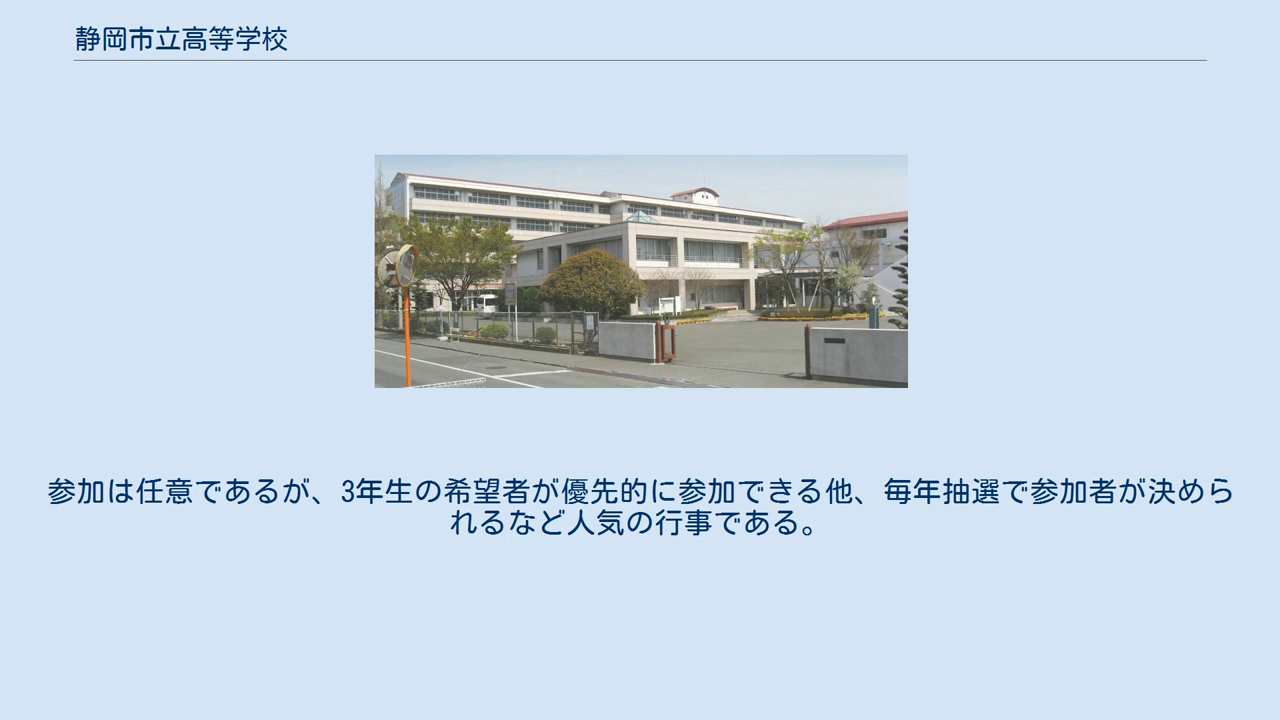 静岡市立高等学校
参加は任意であるが、3年生の希望者が優先的に参加できる他、毎年抽選で参加者が決めら
れるなど人気の行事である。